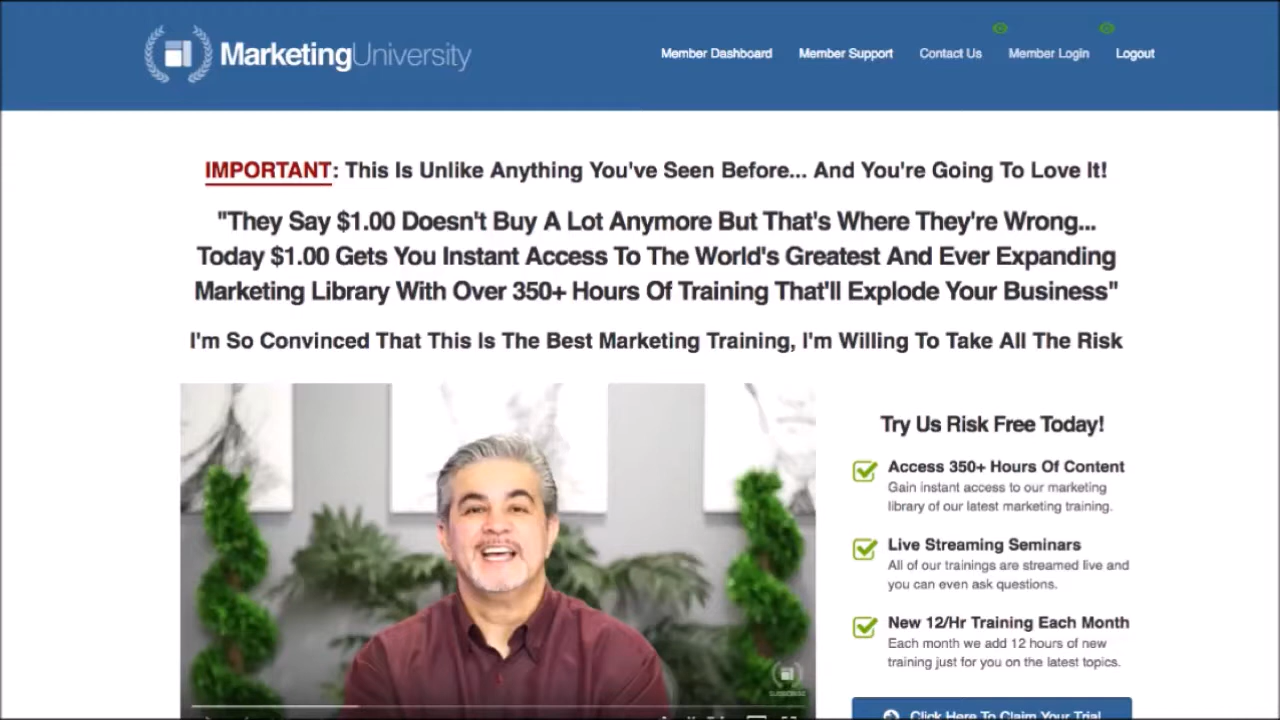 MarketingUniversity
Member Dashboard Member Support Contact Us Member Login Logout
IMPORTANT: This Is Unlike Anything You've Seen Before... And You're Going To Love It!
"They Say $1.00 Doesn't Buy A Lot Anymore But That's Where They're Wrong...
Today $1.00 Gets You Instant Access To The World's Greatest And Ever Expanding
Marketing Library With Over 350+ Hours Of Training That'll Explode Your Business"
I'm So Convinced That This Is The Best Marketing Training, I'm Willing To Take All The Risk
Try Us Risk Free Today!
Access 350+ Hours Of Content
Gain instant access to our marketing
library of our latest marketing training.
Live Streaming Seminars
All of our trainings are streamed live and
you can even ask questions.
New 12/Hr Training Each Month
Each month we add 12 hours of new
training just for you on the latest topics.
Click Here To Claim Your Trial